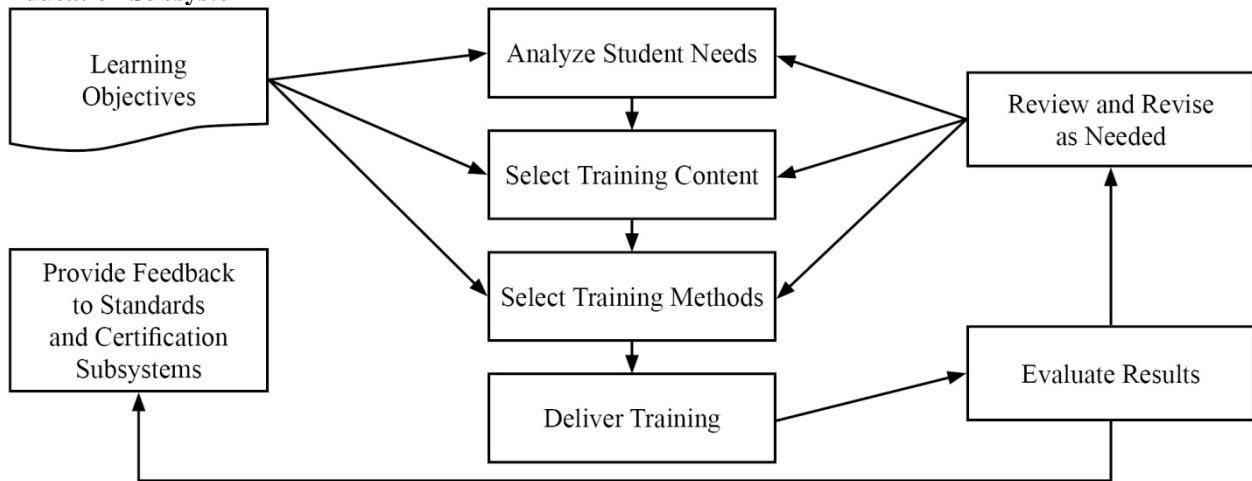 Learning
Objectives
Analyze Student Needs
Select Training Content
Select Training Methods
Deliver Training
Review and Revise
as Needed
Evaluate Results
Provide Feedback
to Standards
and Certification
Subsystems